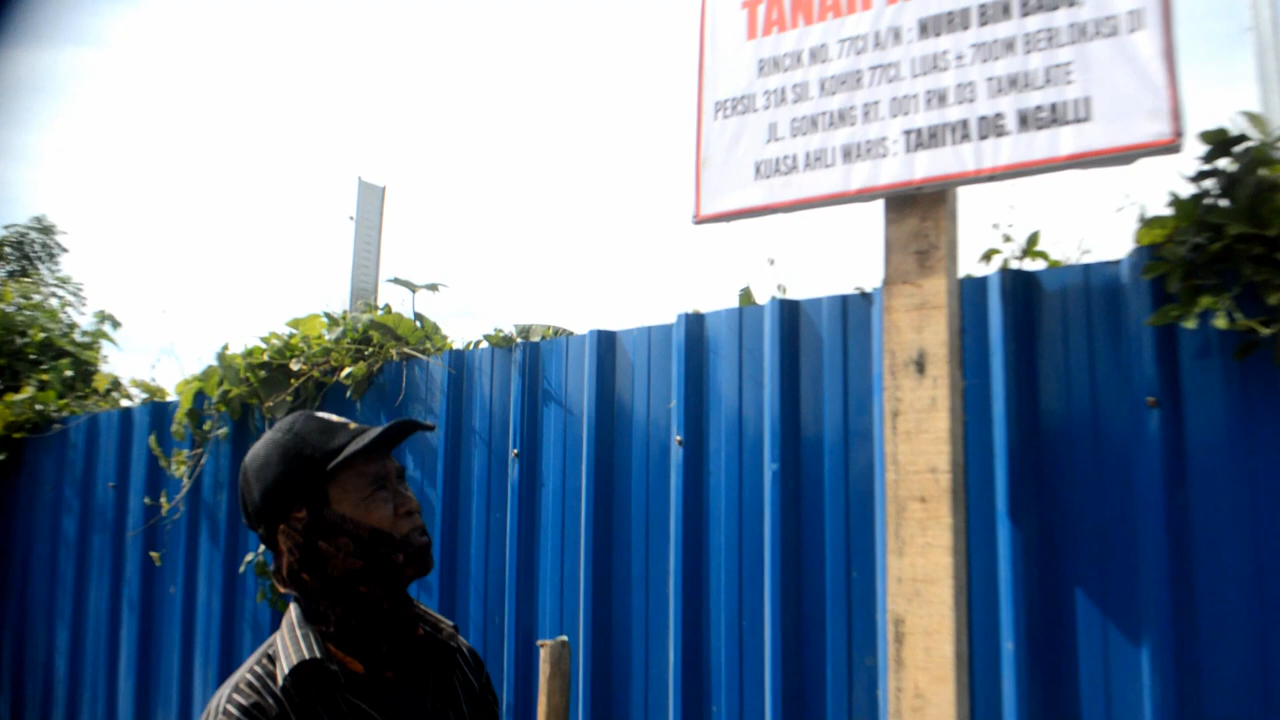 TANAH
RINCIK NO. 77CI A/N : NURU BIN
PERSIL 31A SII. KOHIR 77CI. LUAS ±700M BERLOKASI DI
JL. GONTANG RT. 001 RW.03 TAMALATE
KUASA AHLI WARIS : TAHIYA DG. NGALLI